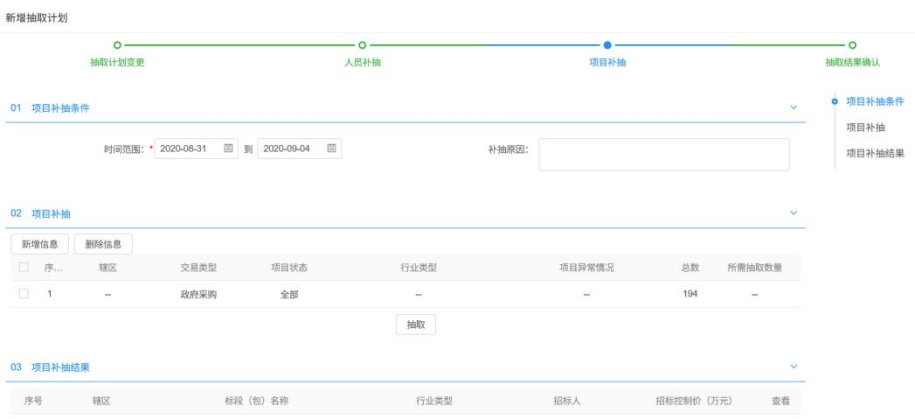 新增抽取计划
抽取计划变更 人员补抽 项目补抽 抽取结果确认
01 项目补抽条件
项目补抽条件
项目补抽
项目补抽结果
时间范围：* 2020-08-31 到 2020-09-04 补抽原因：
02 项目补抽
新增信息 删除信息
序... 辖区 交易类型 项目状态 行业类型 项目异常情况 总数 所需抽取数量
1 -- 政府采购 全部 -- -- 194 --
抽取
03 项目补抽结果
序号 辖区 标段（包）名称 行业类型 招标人 招标控制价（万元） 查看